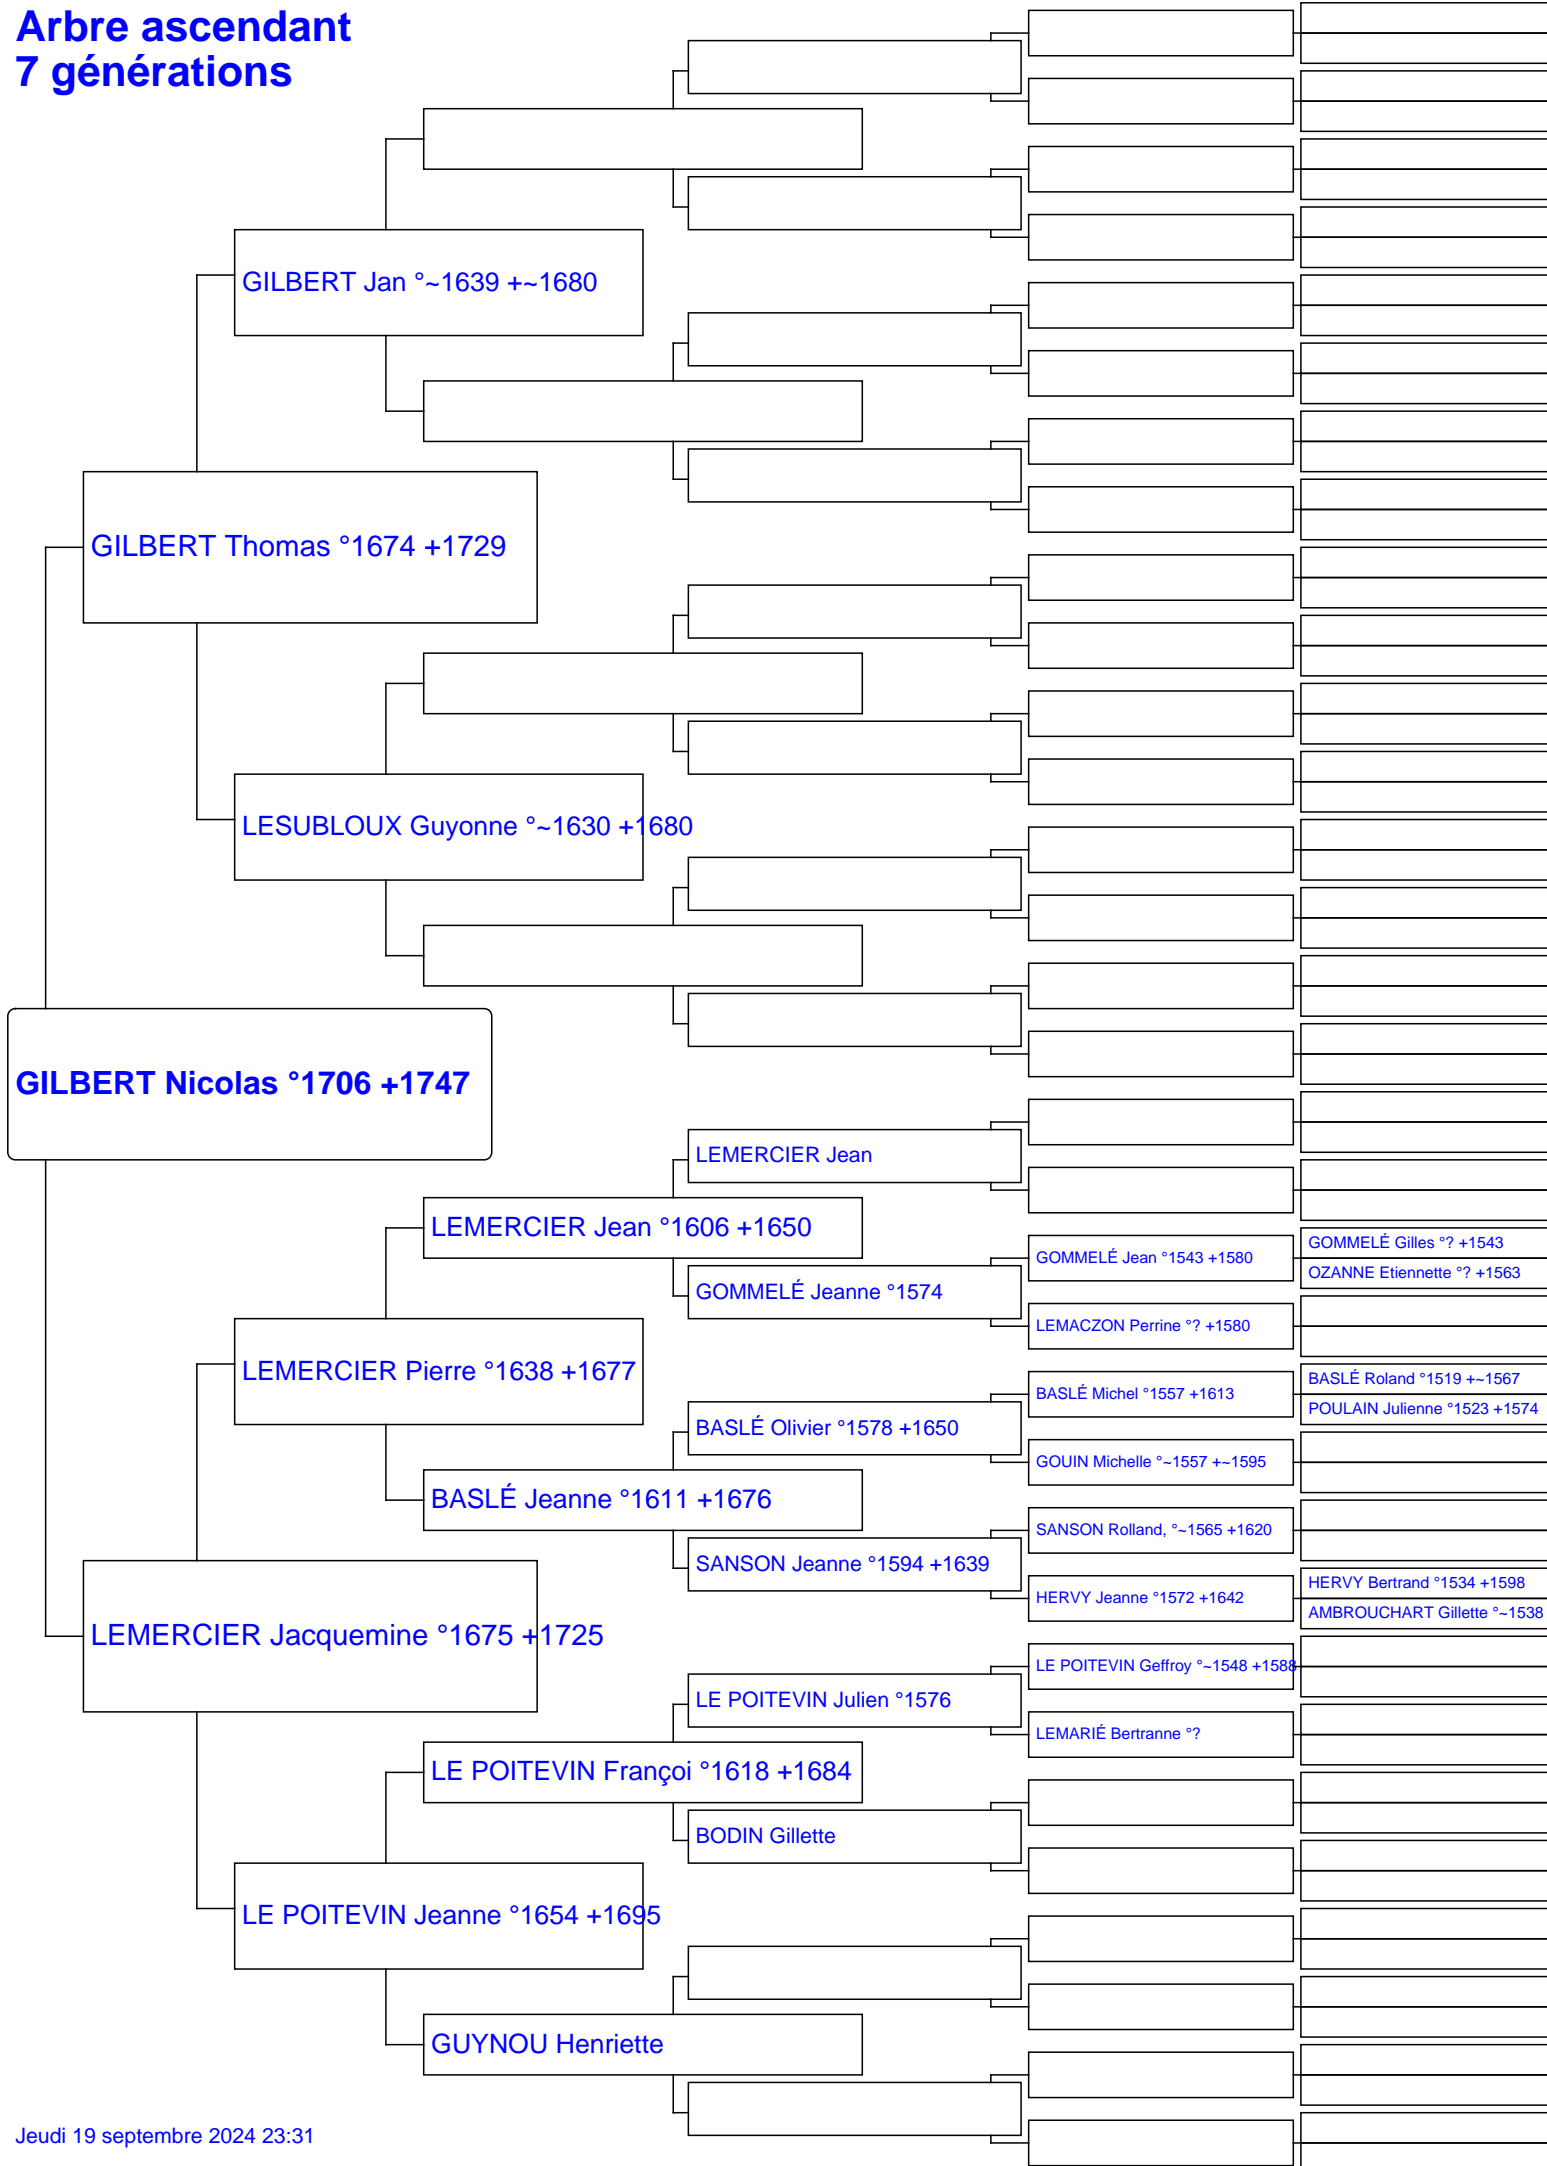 Arbre ascendant
7 générations
GILBERT Jan °~1639 +~1680
GILBERT Thomas °1674 +1729
LESUBLOUX Guyonne °~1630 +1680
GILBERT Nicolas °1706 +1747
LEMERCIER Jean
LEMERCIER Jean °1606 +1650
GOMMELÉ Gilles °? +1543
GOMMELÉ Jean °1543 +1580
OZANNE Etiennette °? +1563
GOMMELÉ Jeanne °1574
LEMACZON Perrine °? +1580
LEMERCIER Pierre °1638 +1677
BASLÉ Roland °1519 +~1567
BASLÉ Michel °1557 +1613
POULAIN Julienne °1523 +1574
BASLÉ Olivier °1578 +1650
GOUIN Michelle °~1557 +~1595
BASLÉ Jeanne °1611 +1676
SANSON Rolland, °~1565 +1620
SANSON Jeanne °1594 +1639
HERVY Bertrand °1534 +1598
HERVY Jeanne °1572 +1642
AMBROUCHART Gillette °~1538
LEMERCIER Jacquemine °1675 +1725
LE POITEVIN Geffroy °~1548 +1588
LE POITEVIN Julien °1576
LEMARIÉ Bertranne °?
LE POITEVIN Françoi °1618 +1684
BODIN Gillette
LE POITEVIN Jeanne °1654 +1695
GUYNOU Henriette
Jeudi 19 septembre 2024 23:31